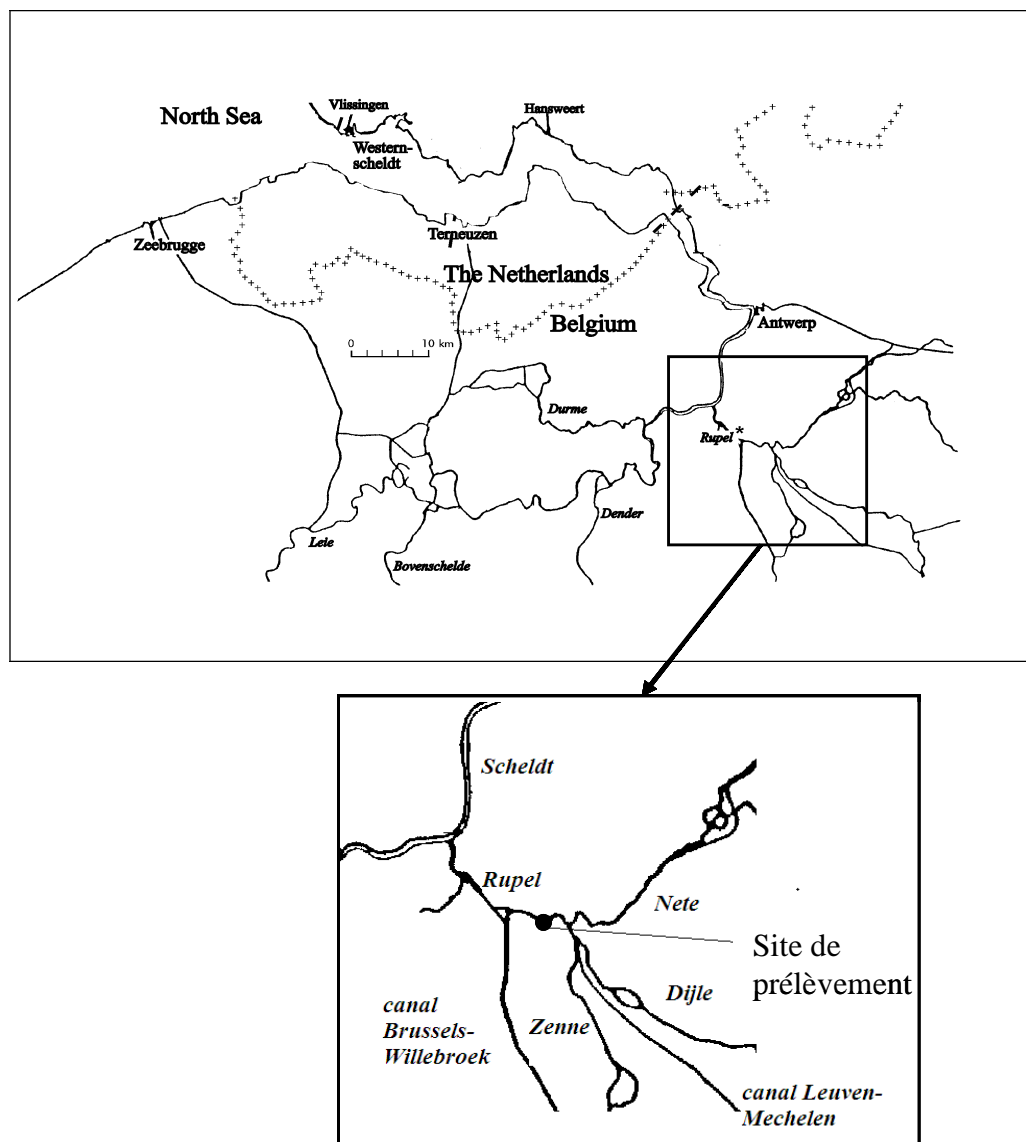 North Sea
Vlissingen
Western-
scheldt
Hansweert
Zeebrugge
Terneuzen
The Netherlands
Belgium
Antwerp
0 10 km
Durme
Rupel *
Leie
Bovenschelde
Dender
Scheldt
Rupel
Nete
Site de
prélèvement
Dijle
canal
Brussels-
Willebroek
Zenne
canal Leuven-
Mechelen